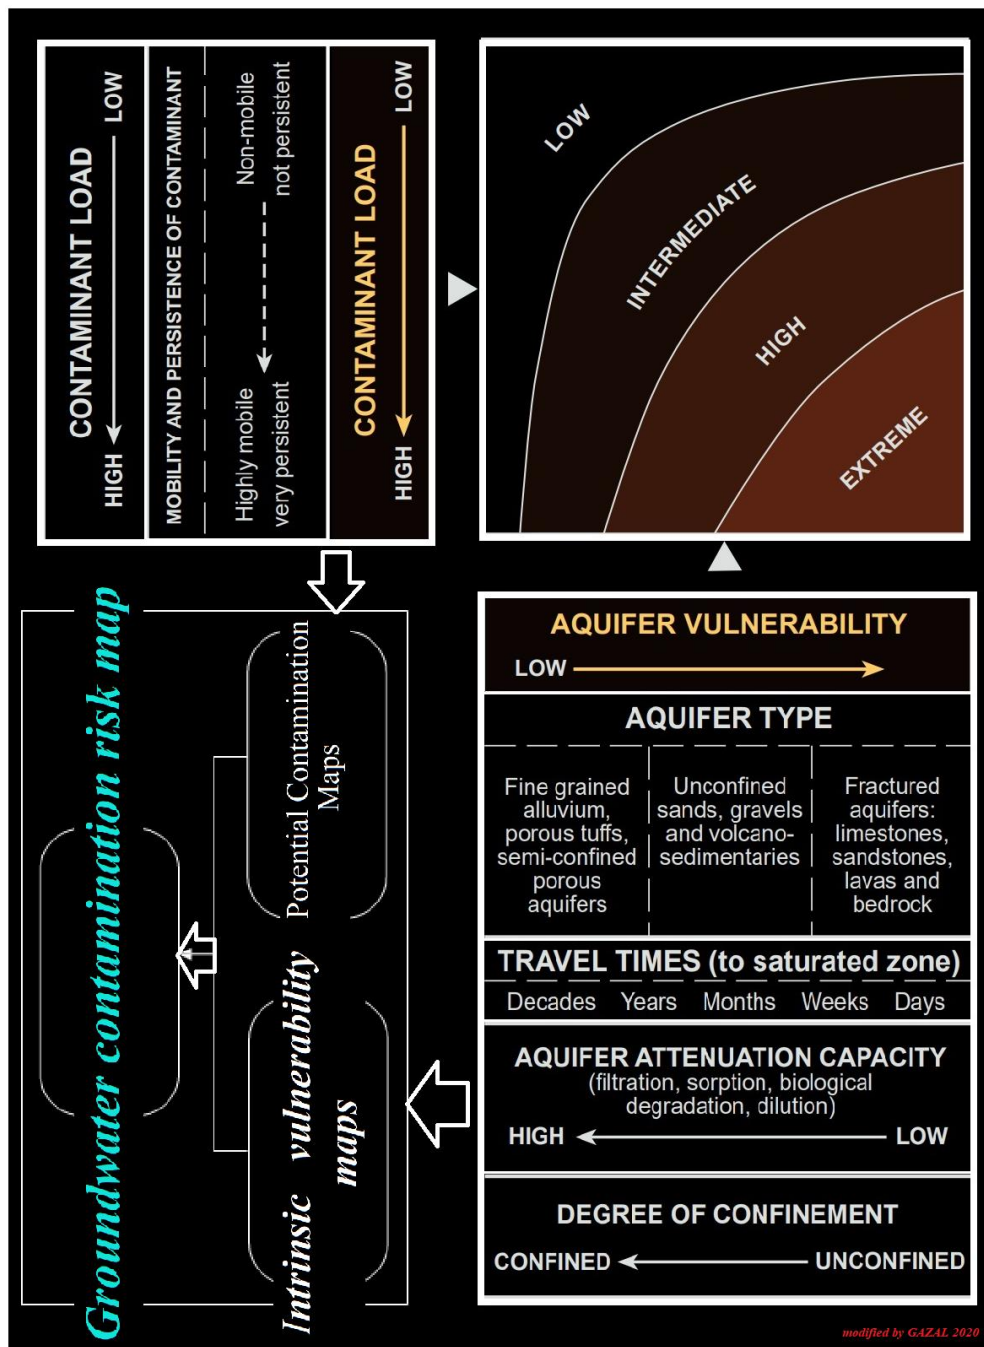 CONTAMINANT LOAD
LOW
HIGH
MOBILITY AND PERSISTENCE OF CONTAMINANT
Non-mobile
not persistent
Highly mobile
very persistent
CONTAMINANT LOAD
LOW
HIGH
LOW
INTERMEDIATE
HIGH
EXTREME
Groundwater contamination risk map
Potential Contamination
Maps
Intrinsic vulnerability
maps
AQUIFER VULNERABILITY
LOW
AQUIFER TYPE
Fine grained
alluvium,
porous tuffs,
semi-confined
porous
aquifers
Unconfined
sands, gravels
and volcano-
sedimentaries
Fractured
aquifers:
limestones,
sandstones,
lavas and
bedrock
TRAVEL TIMES (to saturated zone)
Decades Years Months Weeks Days
AQUIFER ATTENUATION CAPACITY
(filtration, sorption, biological
degradation, dilution)
HIGH LOW
DEGREE OF CONFINEMENT
CONFINED UNCONFINED
modified by GAZAL 2020